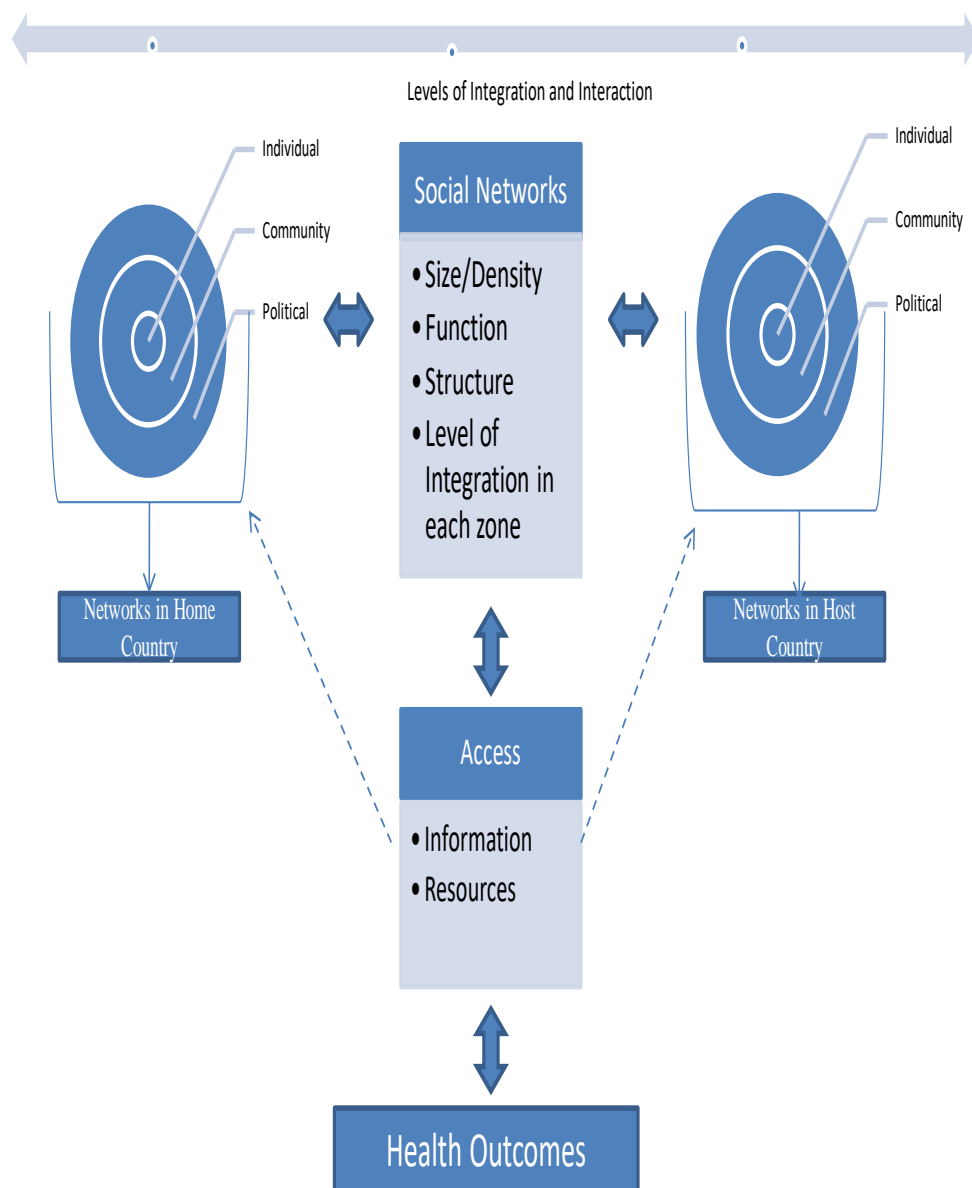 Levels of Integration and Interaction
Individual
Community
Political
Networks in Home
Country
Social Networks
• Size/Density
• Function
• Structure
• Level of
Integration in
each zone
Individual
Community
Political
Networks in Host
Country
Access
• Information
• Resources
Health Outcomes